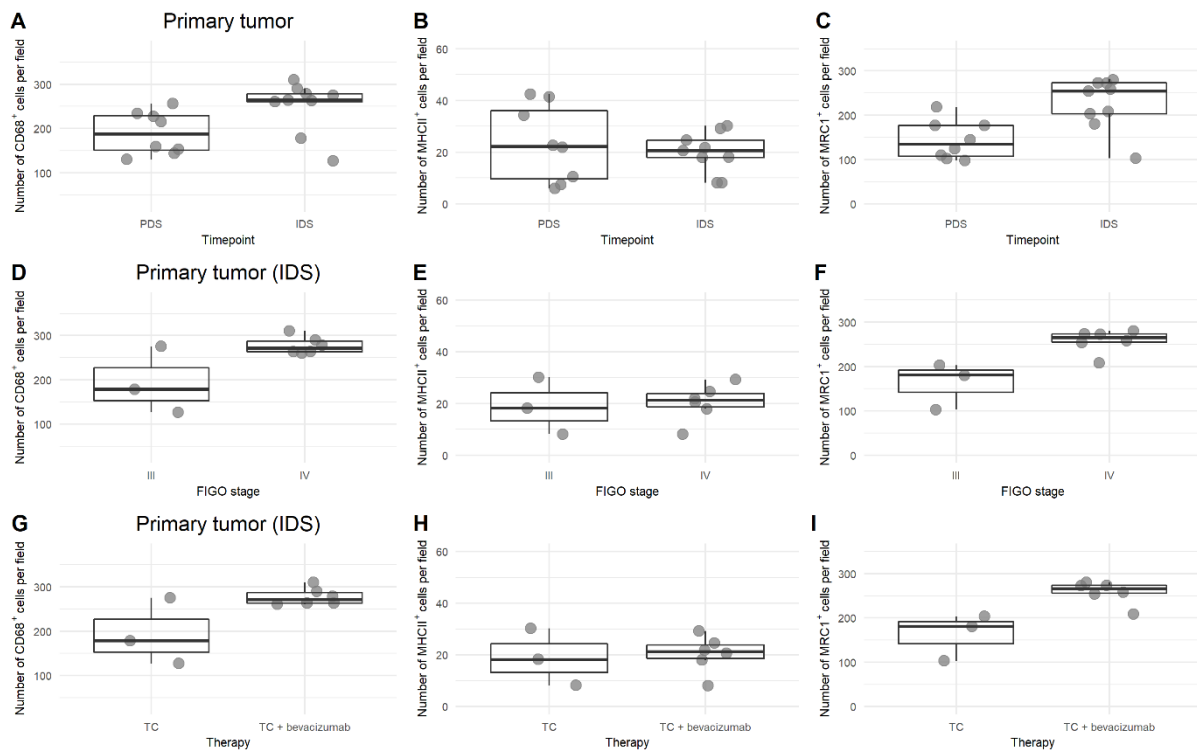 A
Primary tumor
Number of CD68⁺ cells per field
300
200
100
PDS
IDS
Timepoint
B
Number of MHCII⁺ cells per field
60
40
20
0
PDS
IDS
Timepoint
C
Number of MRC1⁺ cells per field
300
200
100
0
PDS
IDS
Timepoint
D
Primary tumor (IDS)
Number of CD68⁺ cells per field
300
200
100
III
IV
FIGO stage
E
Number of MHCII⁺ cells per field
60
40
20
0
III
IV
FIGO stage
F
Number of MRC1⁺ cells per field
300
200
100
0
III
IV
FIGO stage
G
Primary tumor (IDS)
Number of CD68⁺ cells per field
300
200
100
TC
TC + bevacizumab
Therapy
H
Number of MHCII⁺ cells per field
60
40
20
0
TC
TC + bevacizumab
Therapy
I
Number of MRC1⁺ cells per field
300
200
100
0
TC
TC + bevacizumab
Therapy